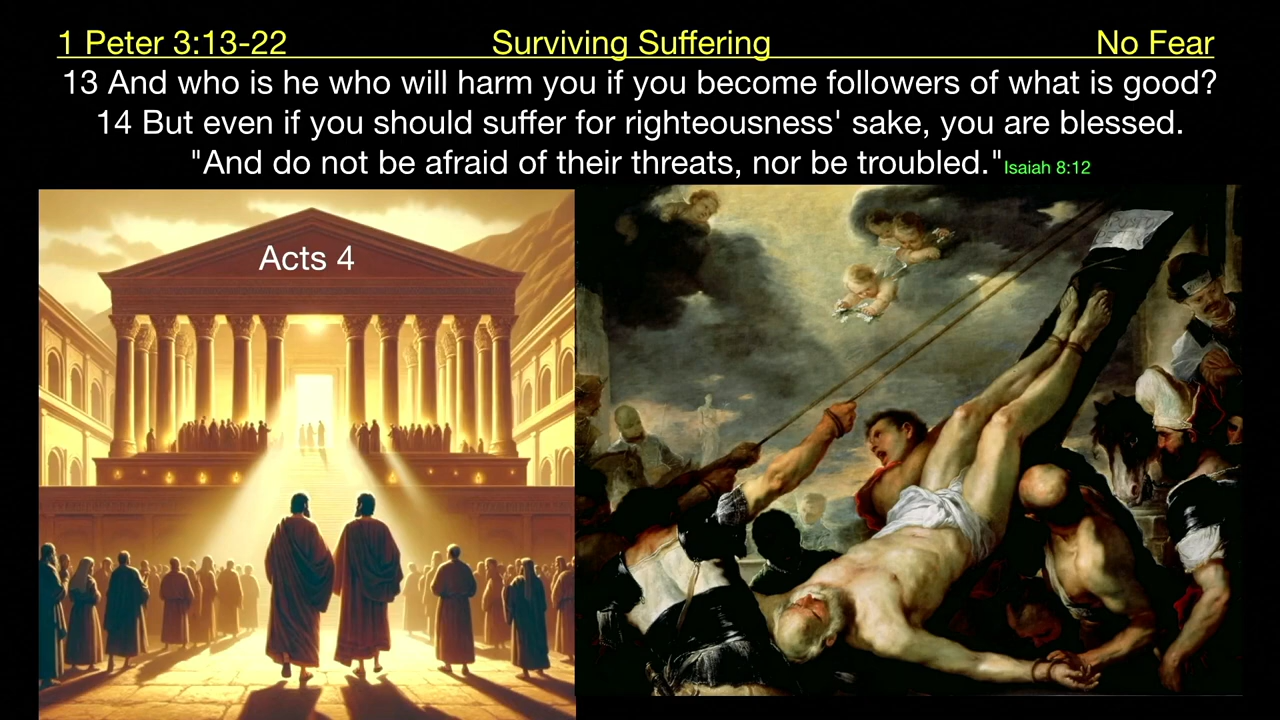 1 Peter 3:13-22 Surviving Suffering No Fear
13 And who is he who will harm you if you become followers of what is good?
14 But even if you should suffer for righteousness' sake, you are blessed.
"And do not be afraid of their threats, nor be troubled." Isaiah 8:12
Acts 4